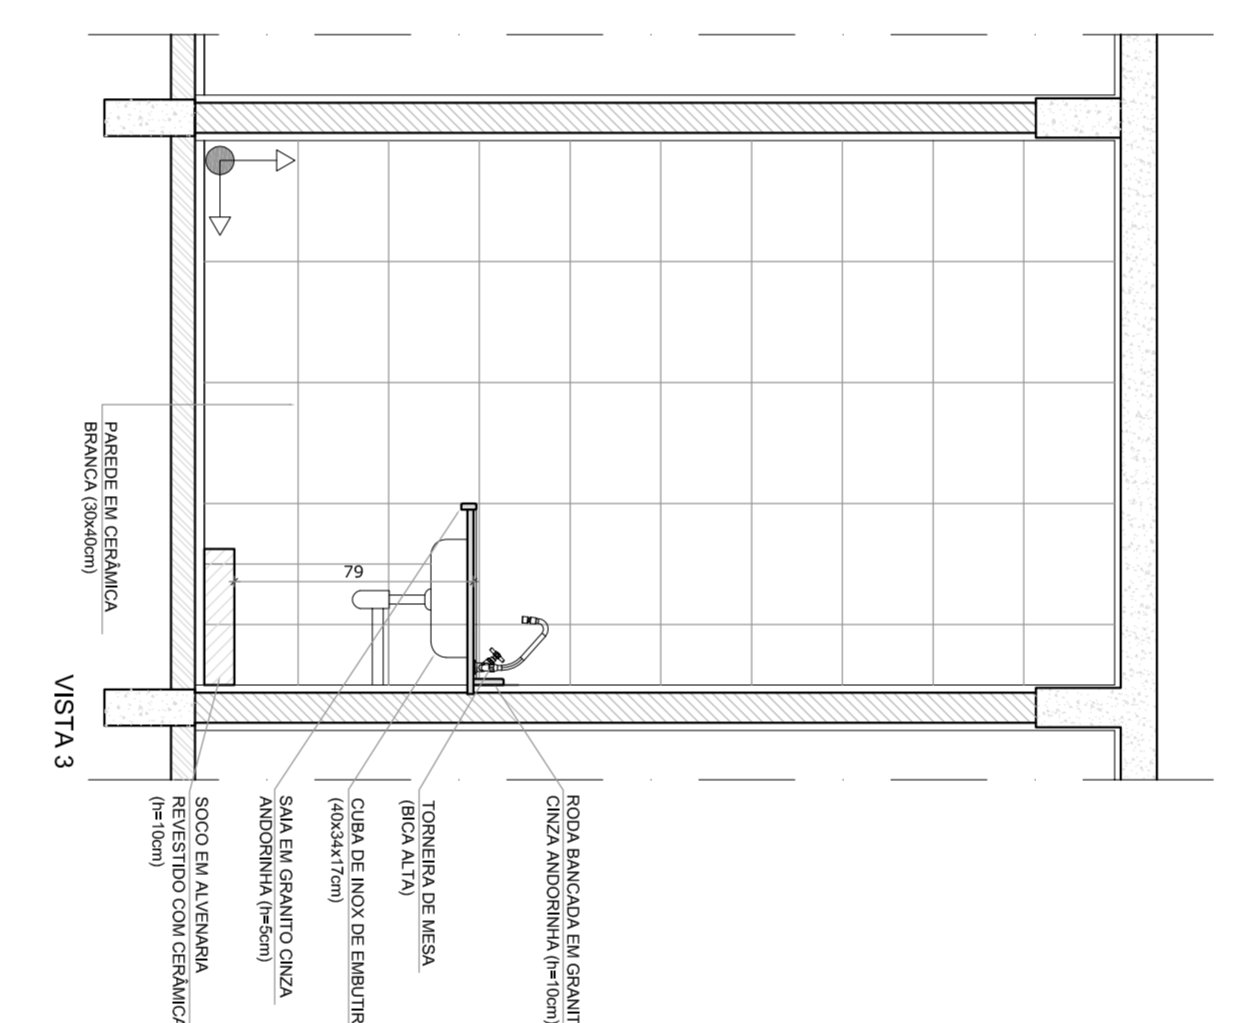 PAREDE EM CERÂMICA
BRANCA (30x40cm)
79
VISTA 3
SOCO EM ALVENARIA
REVESTIDO COM CERÂMICA
(h=10cm)
SAIA EM GRANITO CINZA
ANDORINHA (h=5cm)
CUBA DE INOX DE EMBUTIR
(40x34x17cm)
TORNEIRA DE MESA
(BICA ALTA)
RODA BANCADA EM GRANIT
CINZA ANDORINHA (h=10cm)